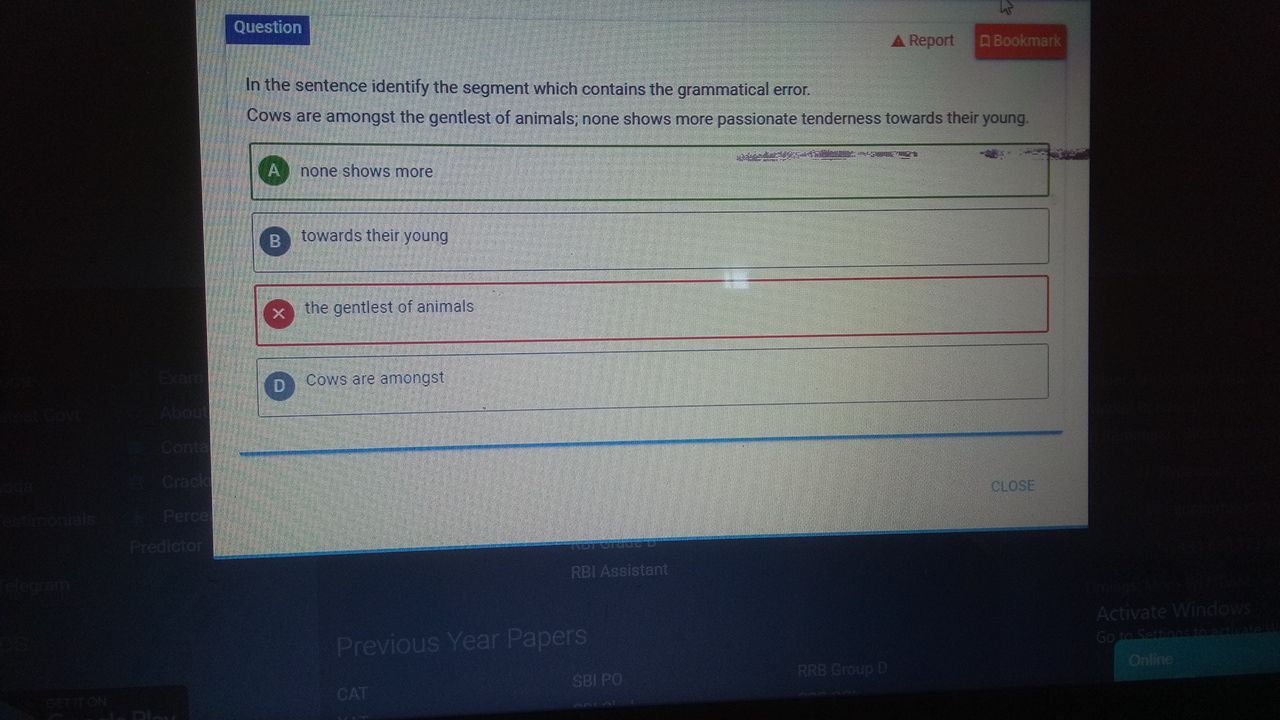 Question
Report
Bookmark
In the sentence identify the segment which contains the grammatical error.
Cows are amongst the gentlest of animals; none shows more passionate tenderness towards their young.
A none shows more
B towards their young
the gentlest of animals
D Cows are amongst
CLOSE
Exam
About
Conta
Crack
Perce
Predictor
RBI Grade B
RBI Assistant
Activate Windows
Go to Settings to activate
Online
Previous Year Papers
CAT
SBI PO
RRB Group D
GET IT ON
Google Play